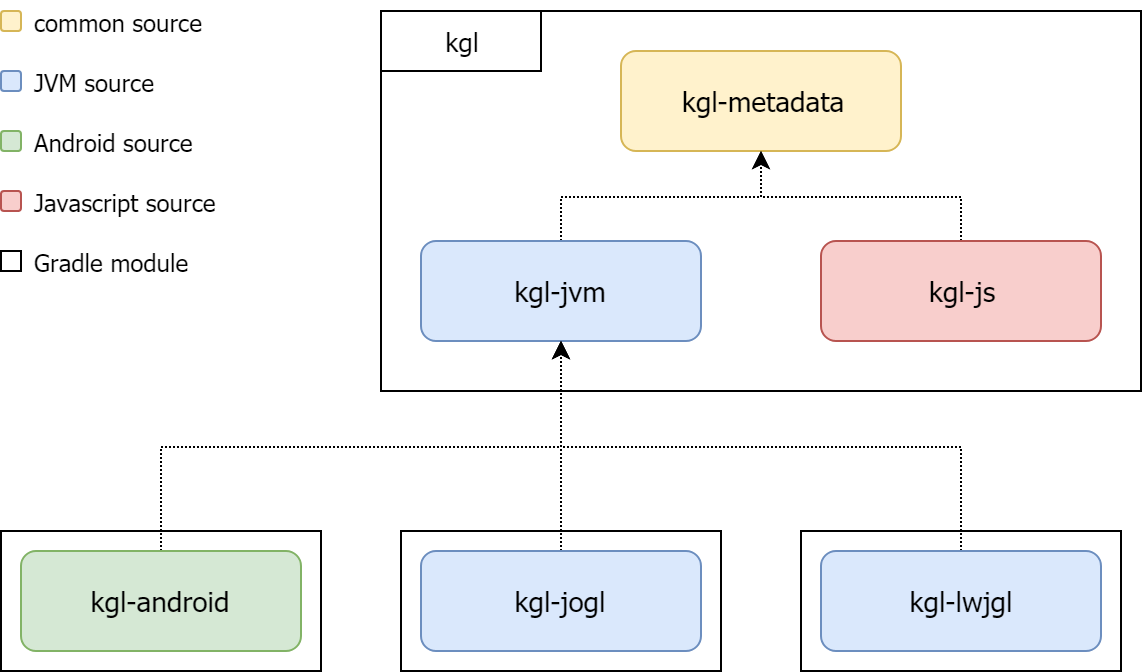 common source
JVM source
Android source
Javascript source
Gradle module
kgl
kgl-metadata
kgl-jvm
kgl-js
kgl-android
kgl-jogl
kgl-lwjgl